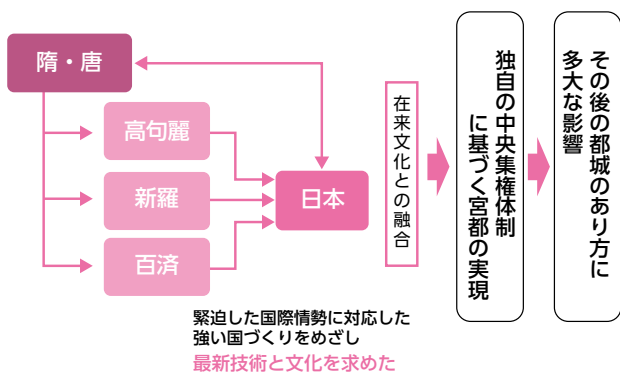 隋・唐
高句麗
新羅
百済
日本
在来文化との融合
独自の中央集権体制
に基づく宮都の実現
その後の都城のあり方に
多大な影響
緊迫した国際情勢に対応した
強い国づくりをめざし
最新技術と文化を求めた